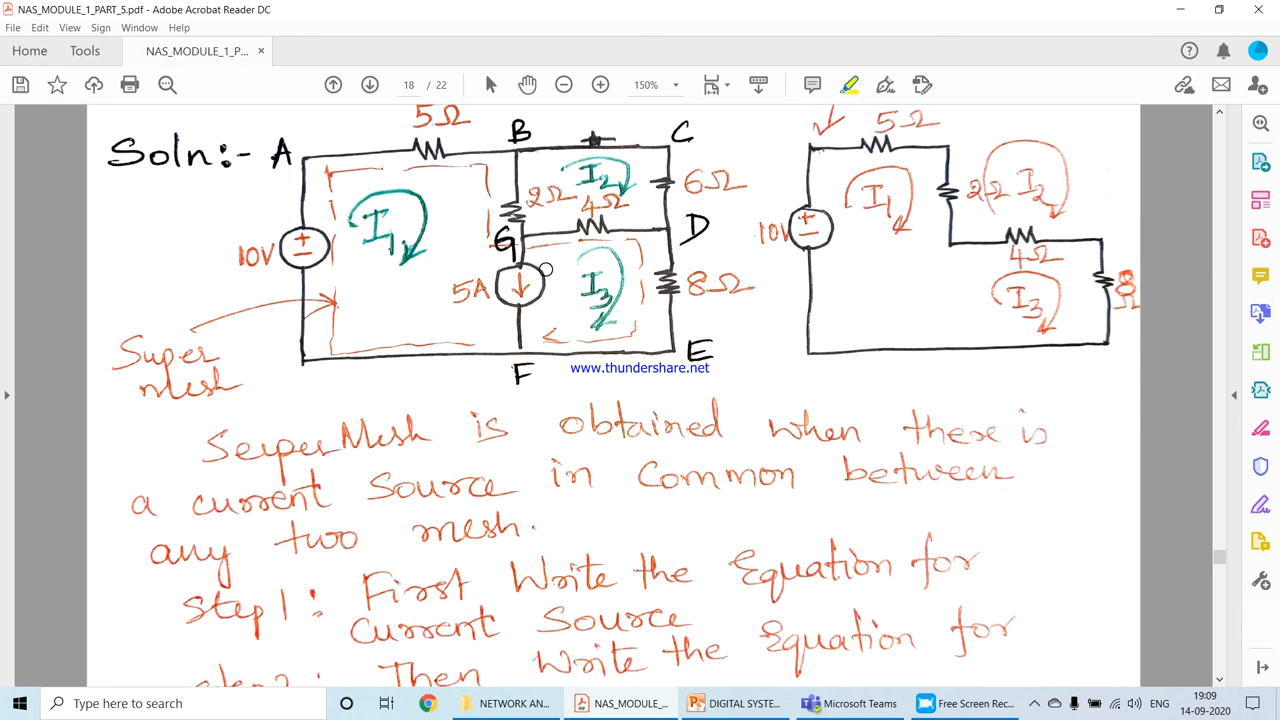 NAS_MODULE_1_PART_5.pdf - Adobe Acrobat Reader DC
File Edit View Sign Window Help
Home Tools NAS_MODULE_1_P... ×
18 / 22 150%
Soln:- A 5Ω B C
I1 I2 2Ω 4Ω 6Ω
10V G D
5A I3 8Ω
F E
5Ω
I1 2Ω I2
10V 4Ω
I3 8Ω
Super
mesh
www.thundershare.net
SuperMesh is obtained when there is
a current Source in Common between
any two mesh.
step1: First Write the Equation for
Current Source
step2: Then Write the Equation for
Type here to search
NETWORK AN...
NAS_MODULE_...
DIGITAL SYSTE...
Microsoft Teams
Free Screen Rec...
ENG
19:09
14-09-2020